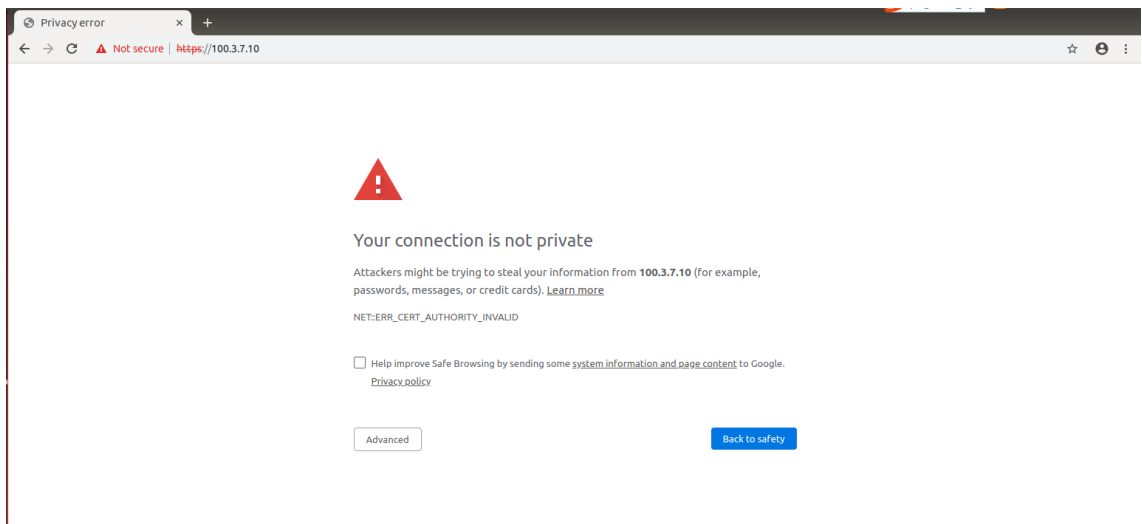 Privacy error
Not secure | https://100.3.7.10
Your connection is not private
Attackers might be trying to steal your information from 100.3.7.10 (for example,
passwords, messages, or credit cards). Learn more
NET::ERR_CERT_AUTHORITY_INVALID
Help improve Safe Browsing by sending some system information and page content to Google.
Privacy policy
Advanced
Back to safety